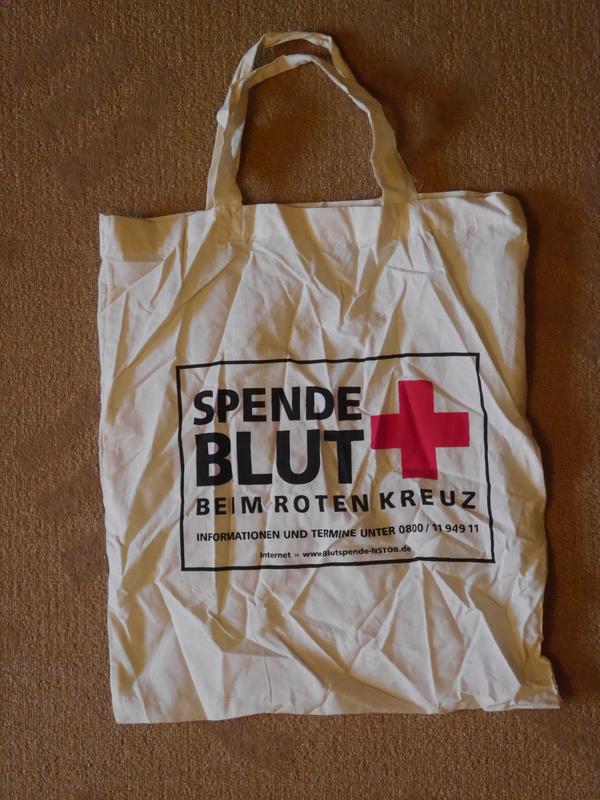 SPENDE
BLUT
BEIM ROTEN KREUZ
INFORMATIONEN UND TERMINE UNTER 0800 / 11 949 11
Internet = www.Blutspende-NSTOB.de